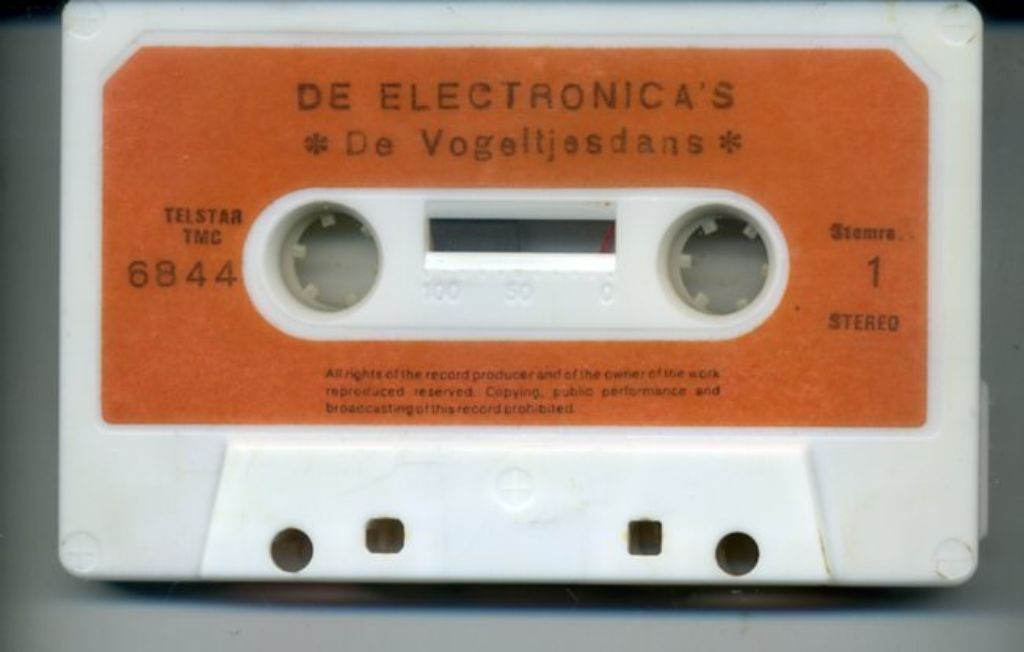 DE ELECTRONICA'S
* De Vogeltjesdans *
TELSTAR
TMC
6844
Stemra.
1
STEREO
100 50 0
All rights of the record producer and of the owner of the work
reproduced reserved. Copying, public performance and
broadcasting of this record prohibited.